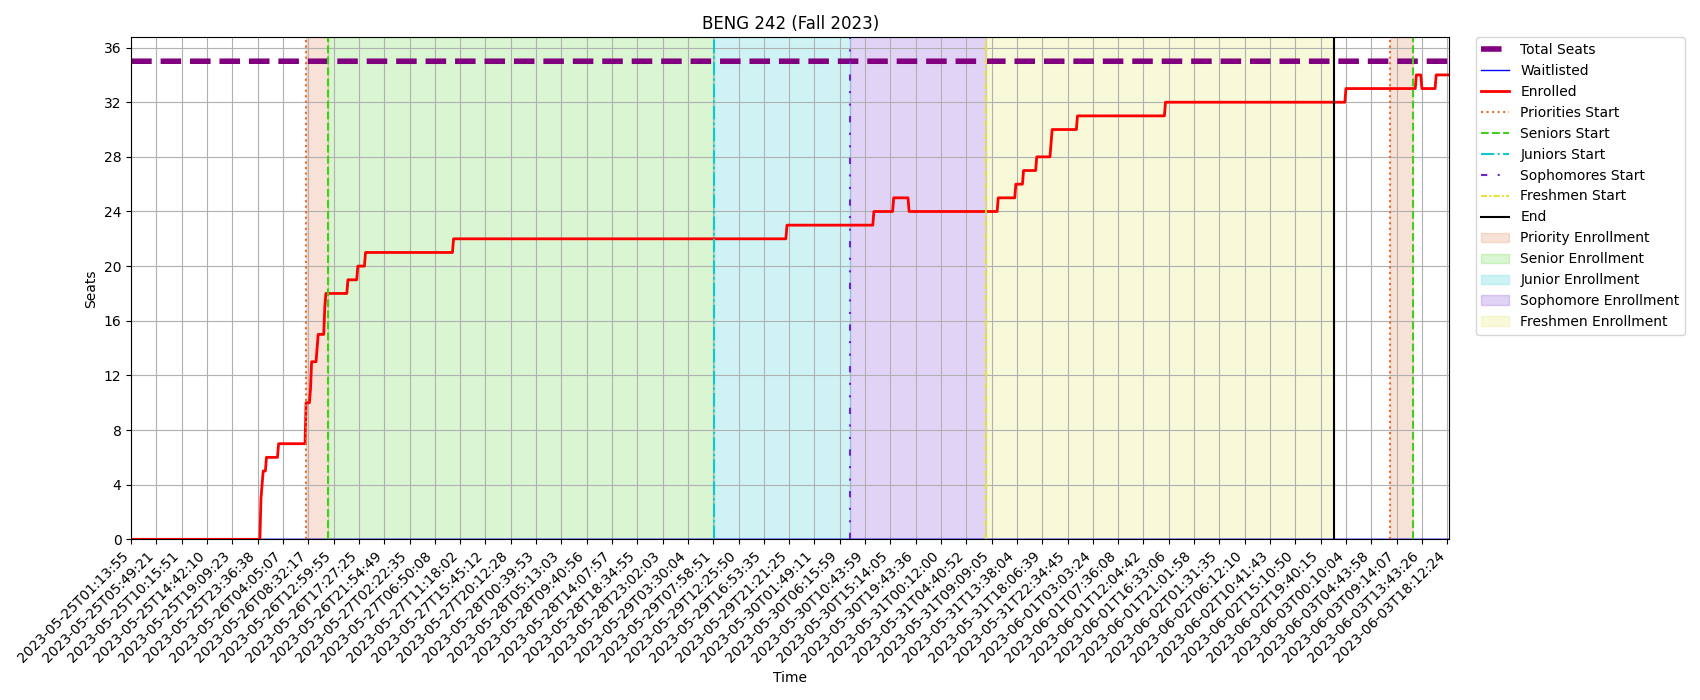 BENG 242 (Fall 2023)
36
32
28
24
20
16
12
8
4
0
Seats
2023-05-25T01:13:55
2023-05-25T05:49:21
2023-05-25T10:15:51
2023-05-25T14:42:10
2023-05-25T19:09:23
2023-05-25T23:36:38
2023-05-26T04:05:07
2023-05-26T08:32:17
2023-05-26T12:59:55
2023-05-26T17:27:25
2023-05-26T21:54:49
2023-05-27T02:22:35
2023-05-27T06:50:08
2023-05-27T11:18:02
2023-05-27T15:45:12
2023-05-27T20:12:28
2023-05-28T00:39:53
2023-05-28T05:13:03
2023-05-28T09:40:56
2023-05-28T14:07:57
2023-05-28T18:34:55
2023-05-28T23:02:03
2023-05-29T03:30:04
2023-05-29T07:58:51
2023-05-29T12:25:50
2023-05-29T16:53:35
2023-05-29T21:21:25
2023-05-30T01:49:11
2023-05-30T06:15:59
2023-05-30T10:43:59
2023-05-30T15:14:05
2023-05-30T19:43:36
2023-05-31T00:12:00
2023-05-31T04:40:52
2023-05-31T09:09:05
2023-05-31T13:38:04
2023-05-31T18:06:39
2023-05-31T22:34:45
2023-06-01T03:03:24
2023-06-01T07:36:08
2023-06-01T12:04:42
2023-06-01T16:33:06
2023-06-01T21:01:58
2023-06-02T01:31:35
2023-06-02T06:12:10
2023-06-02T10:41:43
2023-06-02T15:10:50
2023-06-02T19:40:15
2023-06-03T00:10:04
2023-06-03T04:43:58
2023-06-03T09:14:07
2023-06-03T13:43:26
2023-06-03T18:12:24
Time
Total Seats
Waitlisted
Enrolled
Priorities Start
Seniors Start
Juniors Start
Sophomores Start
Freshmen Start
End
Priority Enrollment
Senior Enrollment
Junior Enrollment
Sophomore Enrollment
Freshmen Enrollment